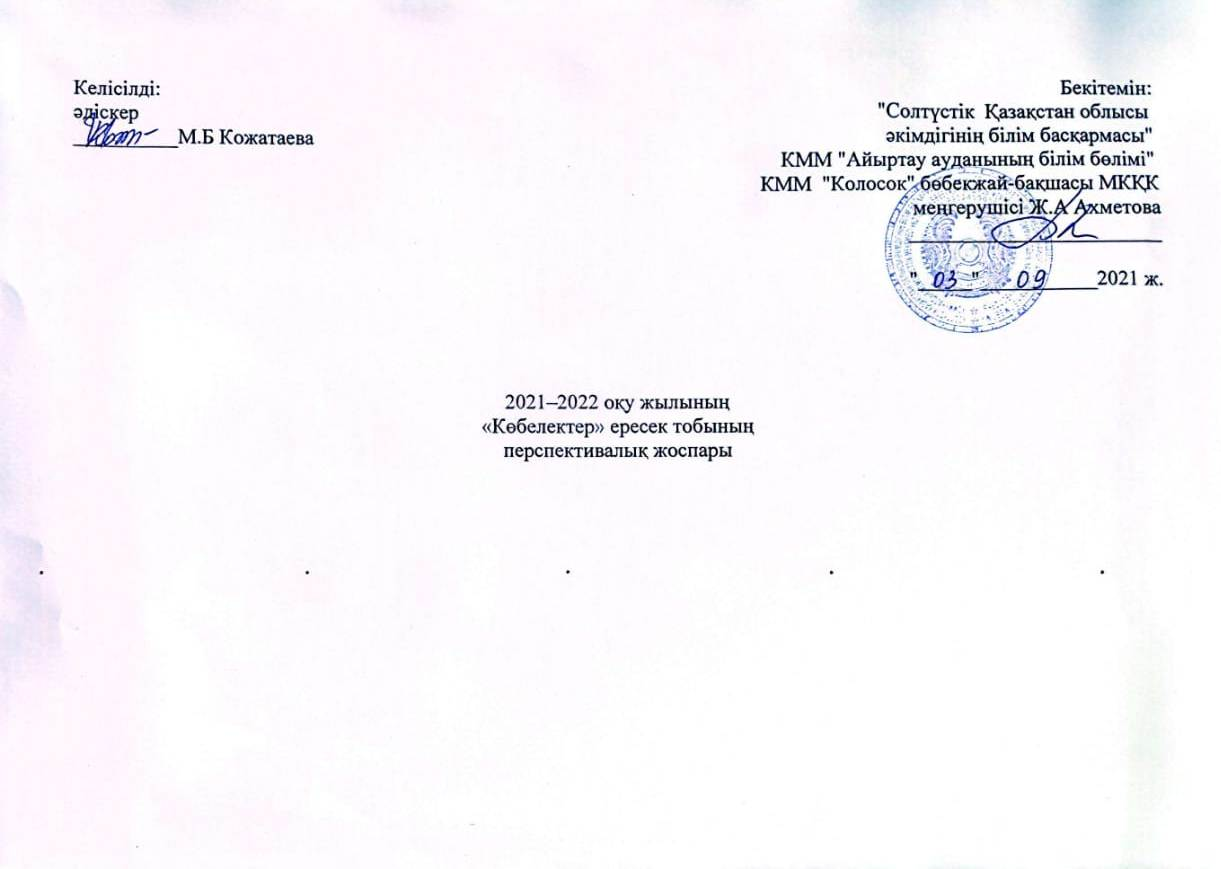 Келісілді:
әдіскер
__________М.Б Кожатаева
Бекітемін:
"Солтүстік Қазақстан облысы
әкімдігінің білім басқармасы"
КММ "Айыртау ауданының білім бөлімі"
КММ "Колосок" бөбекжай-бақшасы МКҚК
меңгерушісі Ж.А Ахметова
"03" 09 2021 ж.
2021–2022 оқу жылының
«Көбелектер» ересек тобының
перспективалық жоспары